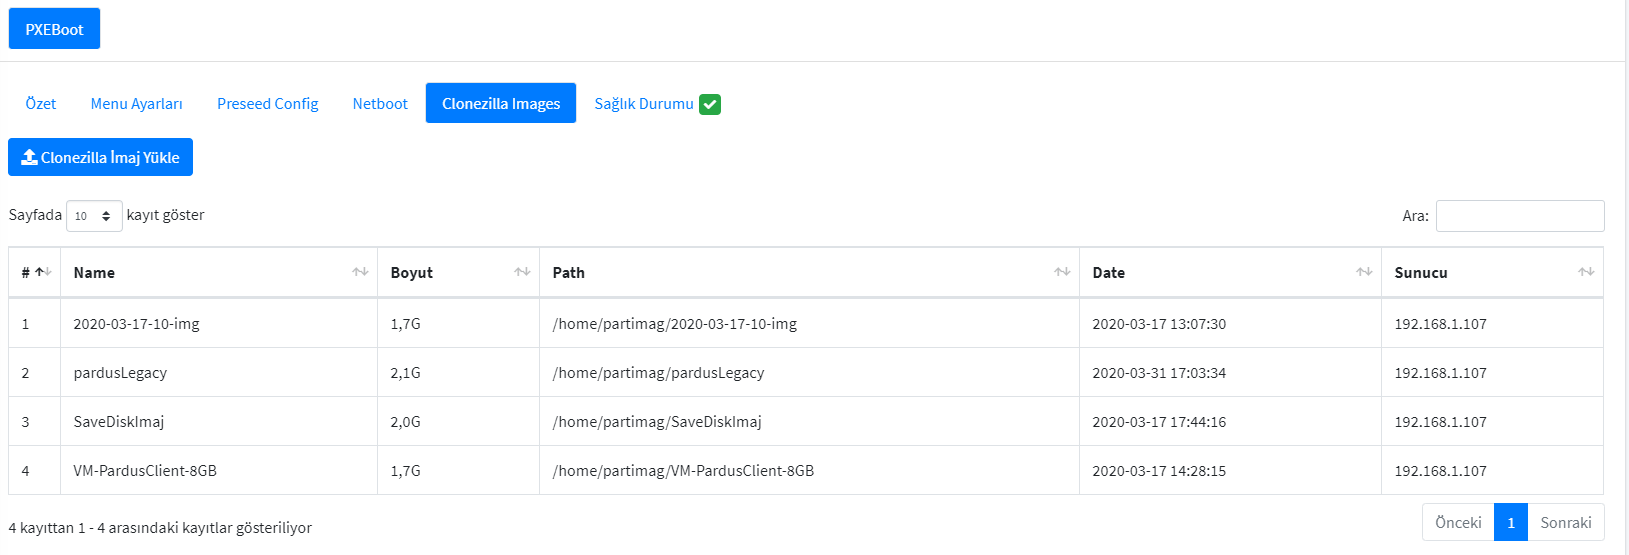 PXEBoot
Özet Menu Ayarları Preseed Config Netboot Clonezilla Images Sağlık Durumu
Clonezilla İmaj Yükle
Sayfada 10 kayıt göster Ara:
# Name Boyut Path Date Sunucu
1 2020-03-17-10-img 1,7G /home/partimag/2020-03-17-10-img 2020-03-17 13:07:30 192.168.1.107
2 pardusLegacy 2,1G /home/partimag/pardusLegacy 2020-03-31 17:03:34 192.168.1.107
3 SaveDiskImaj 2,0G /home/partimag/SaveDiskImaj 2020-03-17 17:44:16 192.168.1.107
4 VM-PardusClient-8GB 1,7G /home/partimag/VM-PardusClient-8GB 2020-03-17 14:28:15 192.168.1.107
4 kayıttan 1 - 4 arasındaki kayıtlar gösteriliyor Önceki 1 Sonraki